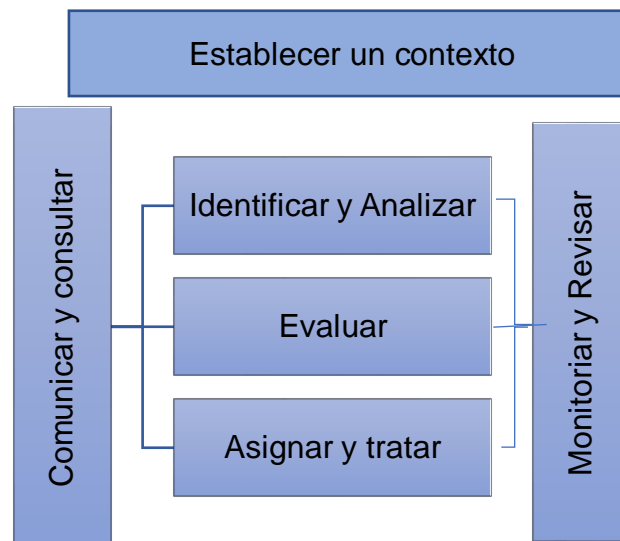 Establecer un contexto
Comunicar y consultar
Identificar y Analizar
Evaluar
Asignar y tratar
Monitoriar y Revisar